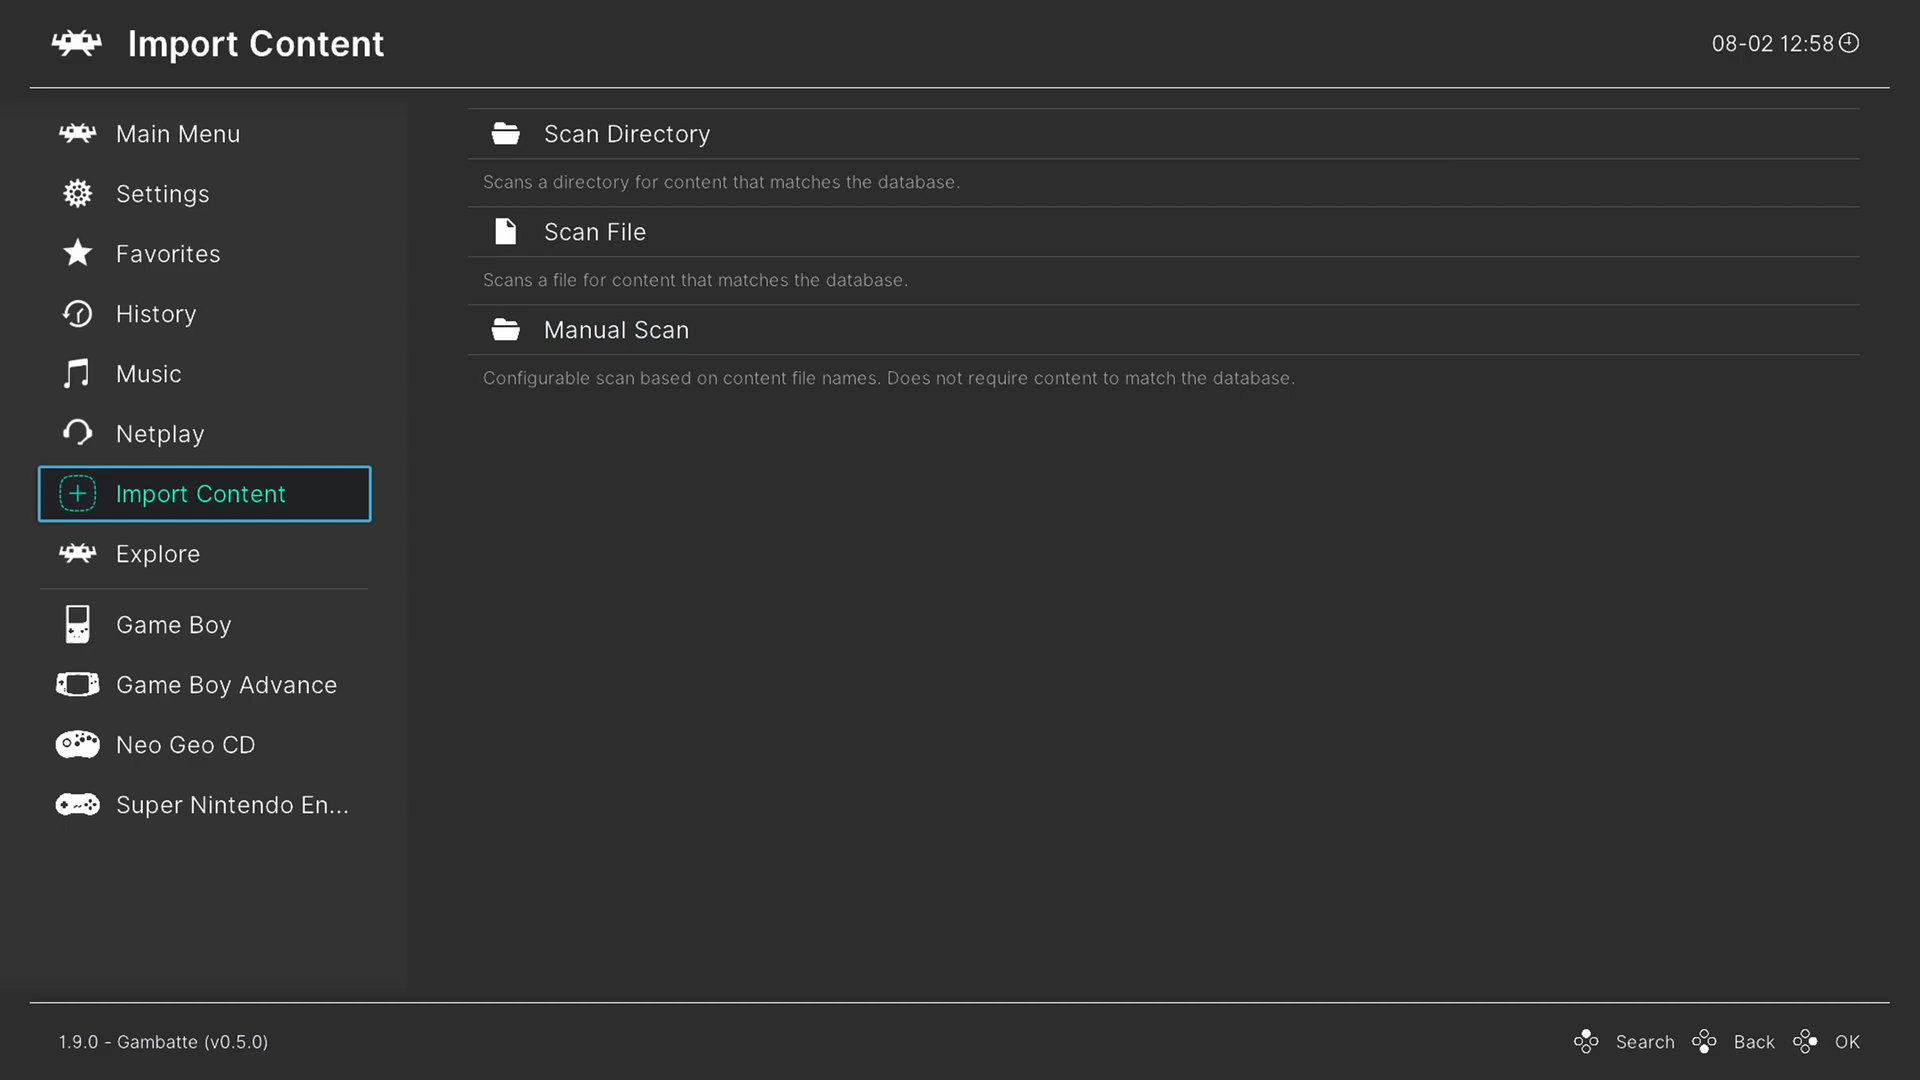 Import Content
08-02 12:58
Main Menu
Settings
Favorites
History
Music
Netplay
Import Content
Explore
Game Boy
Game Boy Advance
Neo Geo CD
Super Nintendo En...
Scan Directory
Scans a directory for content that matches the database.
Scan File
Scans a file for content that matches the database.
Manual Scan
Configurable scan based on content file names. Does not require content to match the database.
1.9.0 - Gambatte (v0.5.0)
Search Back OK